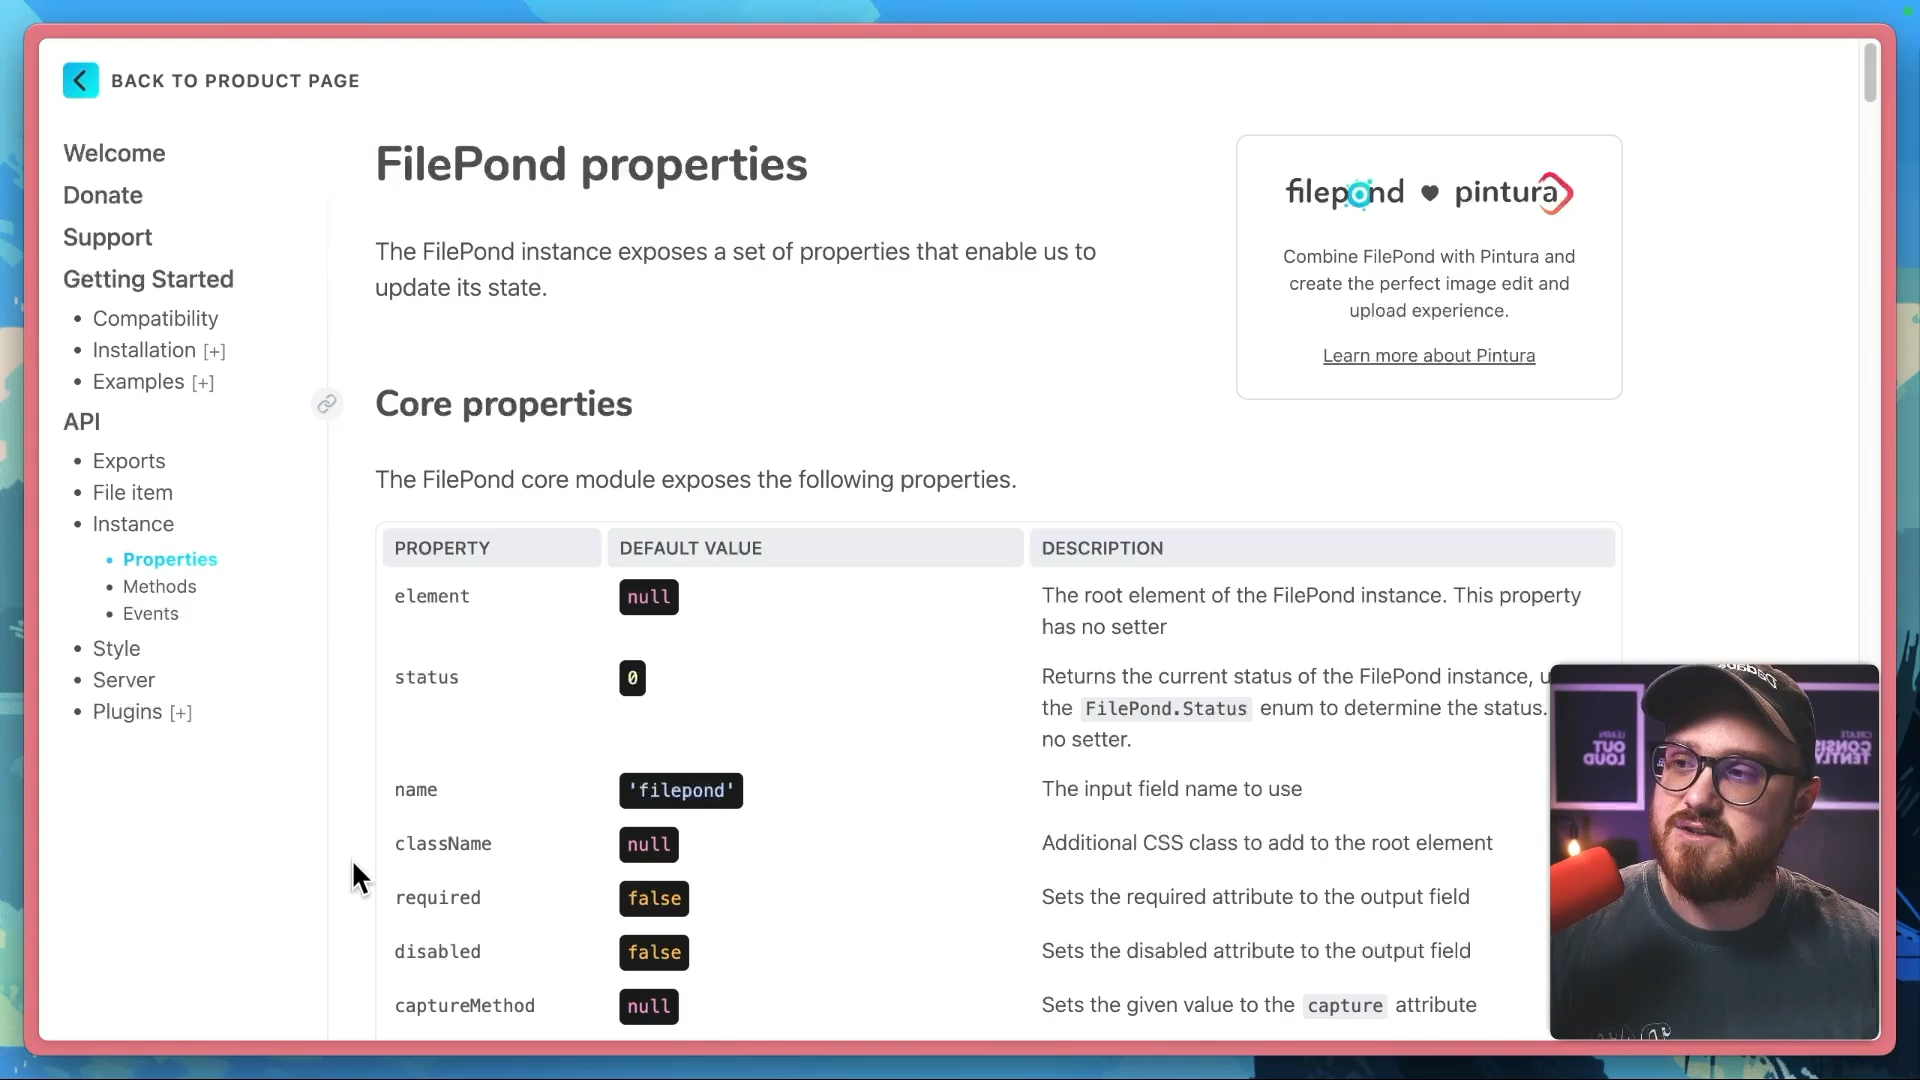 BACK TO PRODUCT PAGE
Welcome
Donate
Support
Getting Started
• Compatibility
• Installation [+]
• Examples [+]
API
• Exports
• File item
• Instance
• Properties
• Methods
• Events
• Style
• Server
• Plugins [+]
FilePond properties
The FilePond instance exposes a set of properties that enable us to
update its state.
filepond ♥ pintura
Combine FilePond with Pintura and
create the perfect image edit and
upload experience.
Learn more about Pintura
Core properties
The FilePond core module exposes the following properties.
PROPERTY DEFAULT VALUE DESCRIPTION
element null The root element of the FilePond instance. This property
has no setter
status 0 Returns the current status of the FilePond instance, u
the FilePond.Status enum to determine the status.
no setter.
name 'filepond' The input field name to use
className null Additional CSS class to add to the root element
required false Sets the required attribute to the output field
disabled false Sets the disabled attribute to the output field
captureMethod null Sets the given value to the capture attribute
LEARN
OUT
LOUD
CREATE
CONSISTENTLY